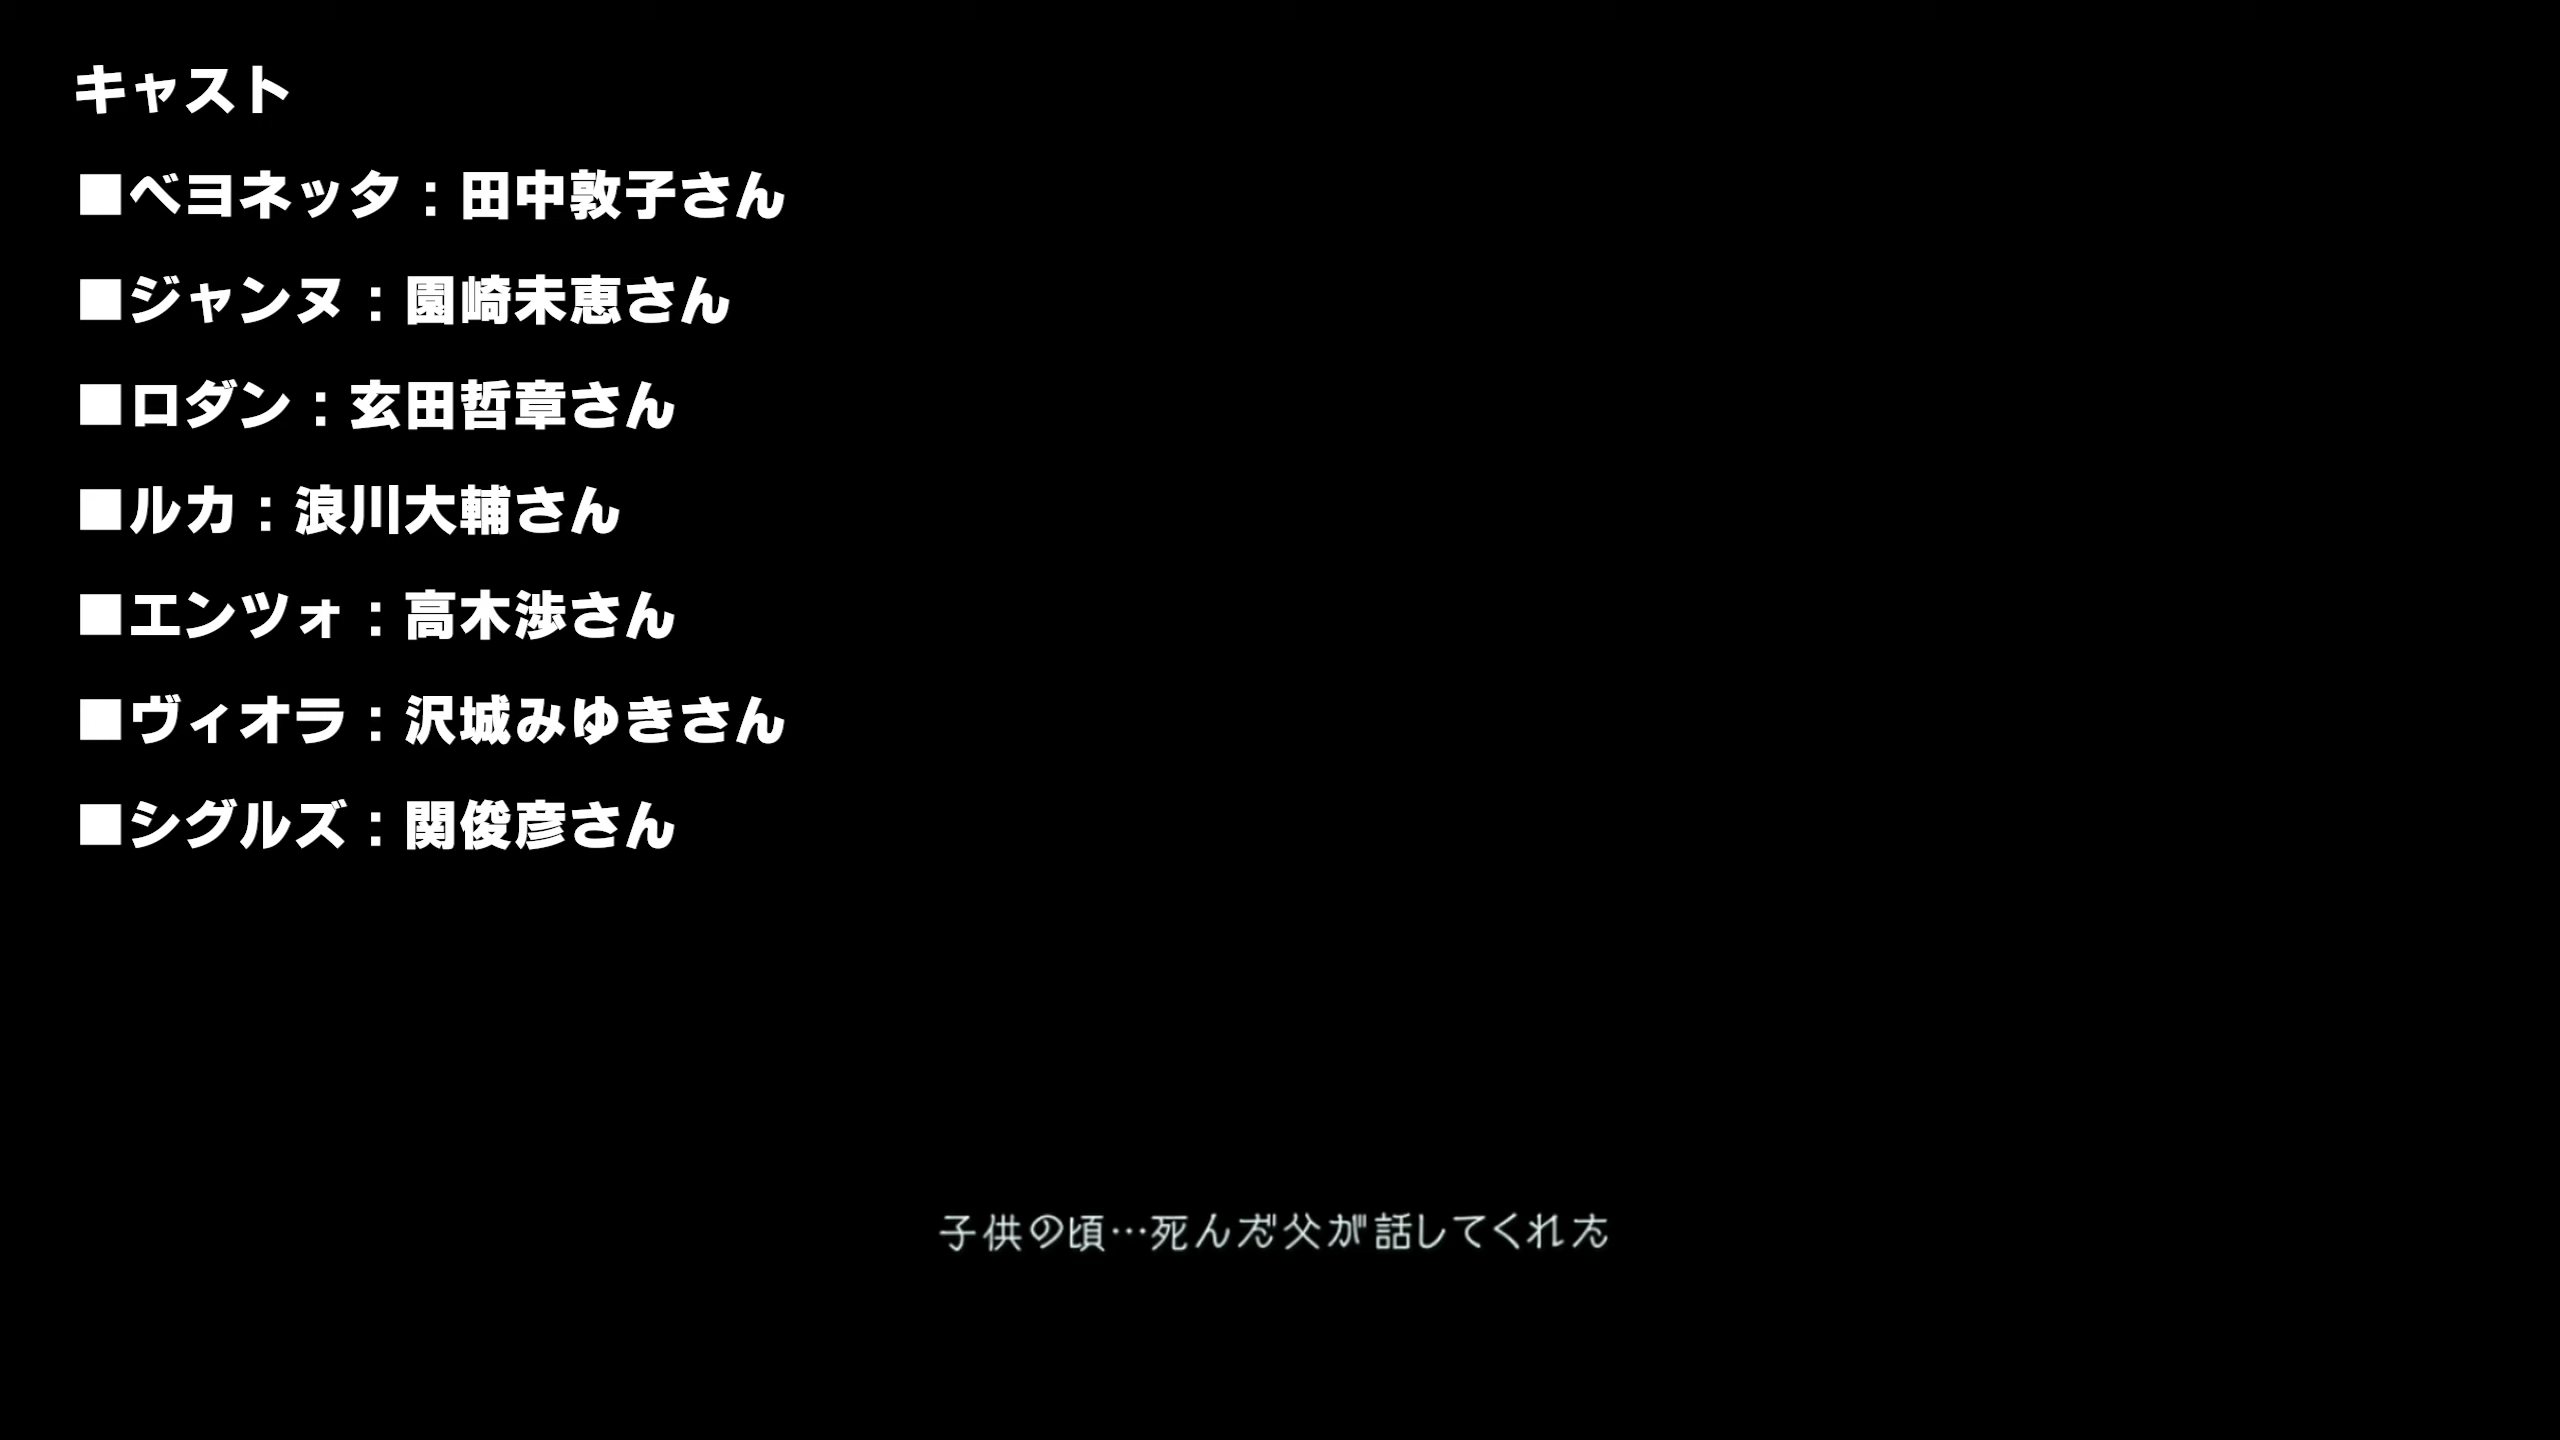 キャスト
■ベヨネッタ：田中敦子さん
■ジャンヌ：園崎未恵さん
■ロダン：玄田哲章さん
■ルカ：浪川大輔さん
■エンツォ：高木渉さん
■ヴィオラ：沢城みゆきさん
■シグルズ：関俊彦さん
子供の頃…死んだ父が話してくれた